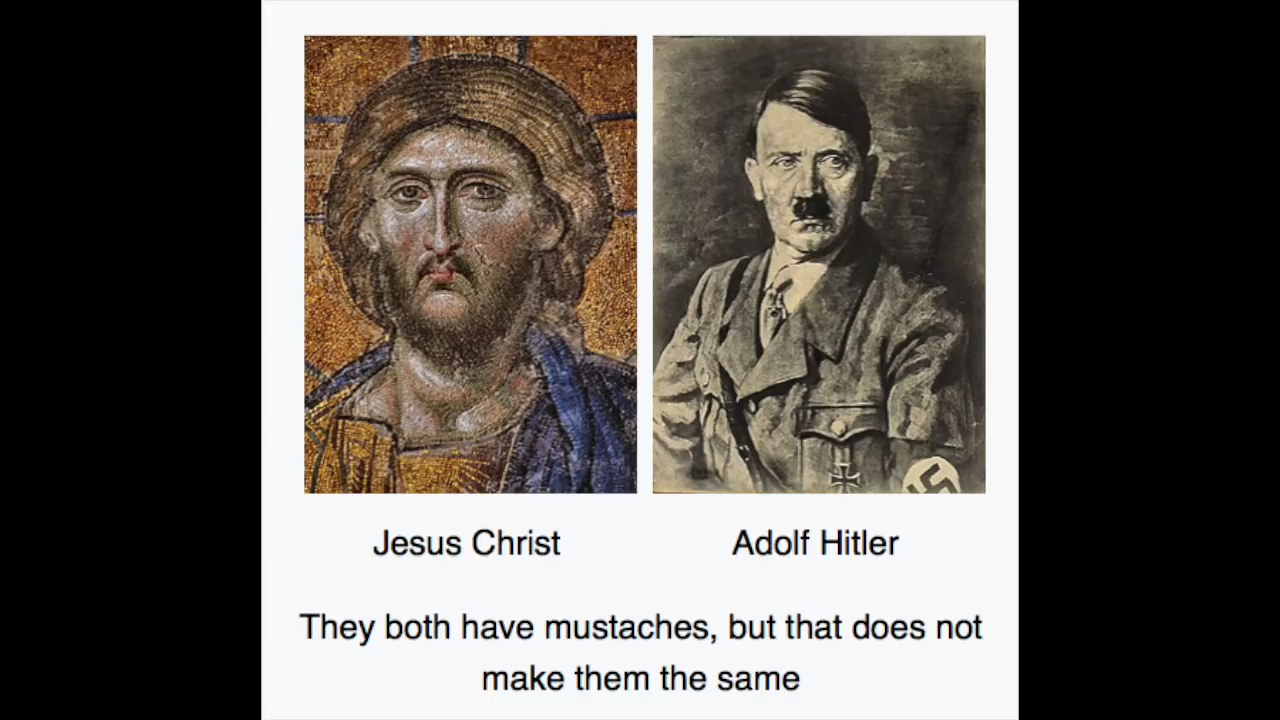 Jesus Christ
Adolf Hitler
They both have mustaches, but that does not
make them the same